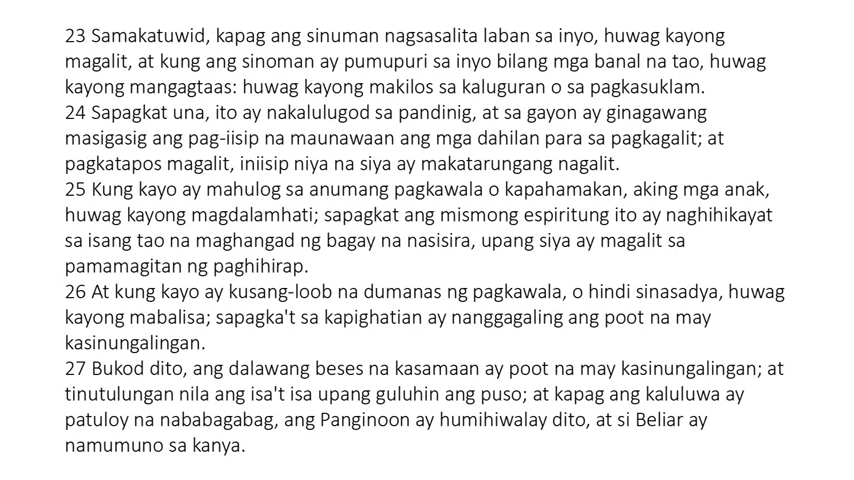 23 Samakatuwid, kapag ang sinuman nagsasalita laban sa inyo, huwag kayong
magalit, at kung ang sinoman ay pumupuri sa inyo bilang mga banal na tao, huwag
kayong mangagtaas: huwag kayong makilos sa kaluguran o sa pagkasuklam.
24 Sapagkat una, ito ay nakalulugod sa pandinig, at sa gayon ay ginagawang
masigasig ang pag-iisip na maunawaan ang mga dahilan para sa pagkagalit; at
pagkatapos magalit, iniisip niya na siya ay makatarungang nagalit.
25 Kung kayo ay mahulog sa anumang pagkawala o kapahamakan, aking mga anak,
huwag kayong magdalamhati; sapagkat ang mismong espiritung ito ay naghihikayat
sa isang tao na maghangad ng bagay na nasisira, upang siya ay magalit sa
pamamagitan ng paghihirap.
26 At kung kayo ay kusang-loob na dumanas ng pagkawala, o hindi sinasadya, huwag
kayong mabalisa; sapagka't sa kapighatian ay nanggagaling ang poot na may
kasinungalingan.
27 Bukod dito, ang dalawang beses na kasamaan ay poot na may kasinungalingan; at
tinutulungan nila ang isa't isa upang guluhin ang puso; at kapag ang kaluluwa ay
patuloy na nababagabag, ang Panginoon ay humihiwalay dito, at si Beliar ay
namumuno sa kanya.